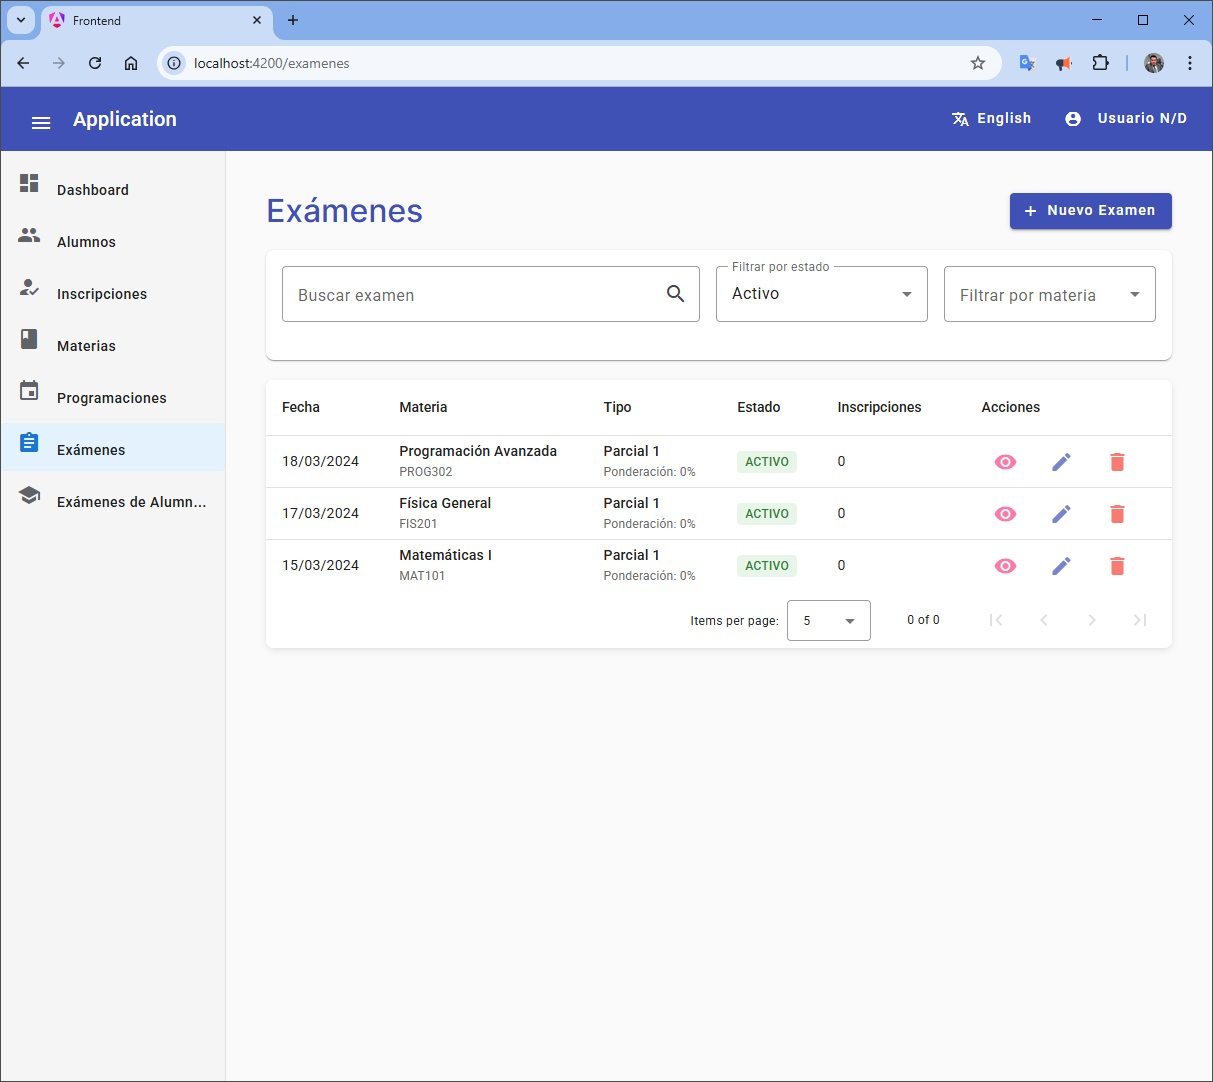 Frontend
localhost:4200/examenes
Application
English
Usuario N/D
Dashboard
Alumnos
Inscripciones
Materias
Programaciones
Exámenes
Exámenes de Alumn...
Exámenes
+ Nuevo Examen
Buscar examen
Filtrar por estado
Activo
Filtrar por materia
Fecha Materia Tipo Estado Inscripciones Acciones
18/03/2024 Programación Avanzada Parcial 1 ACTIVO 0
PROG302 Ponderación: 0%
17/03/2024 Física General Parcial 1 ACTIVO 0
FIS201 Ponderación: 0%
15/03/2024 Matemáticas I Parcial 1 ACTIVO 0
MAT101 Ponderación: 0%
Items per page: 5 0 of 0